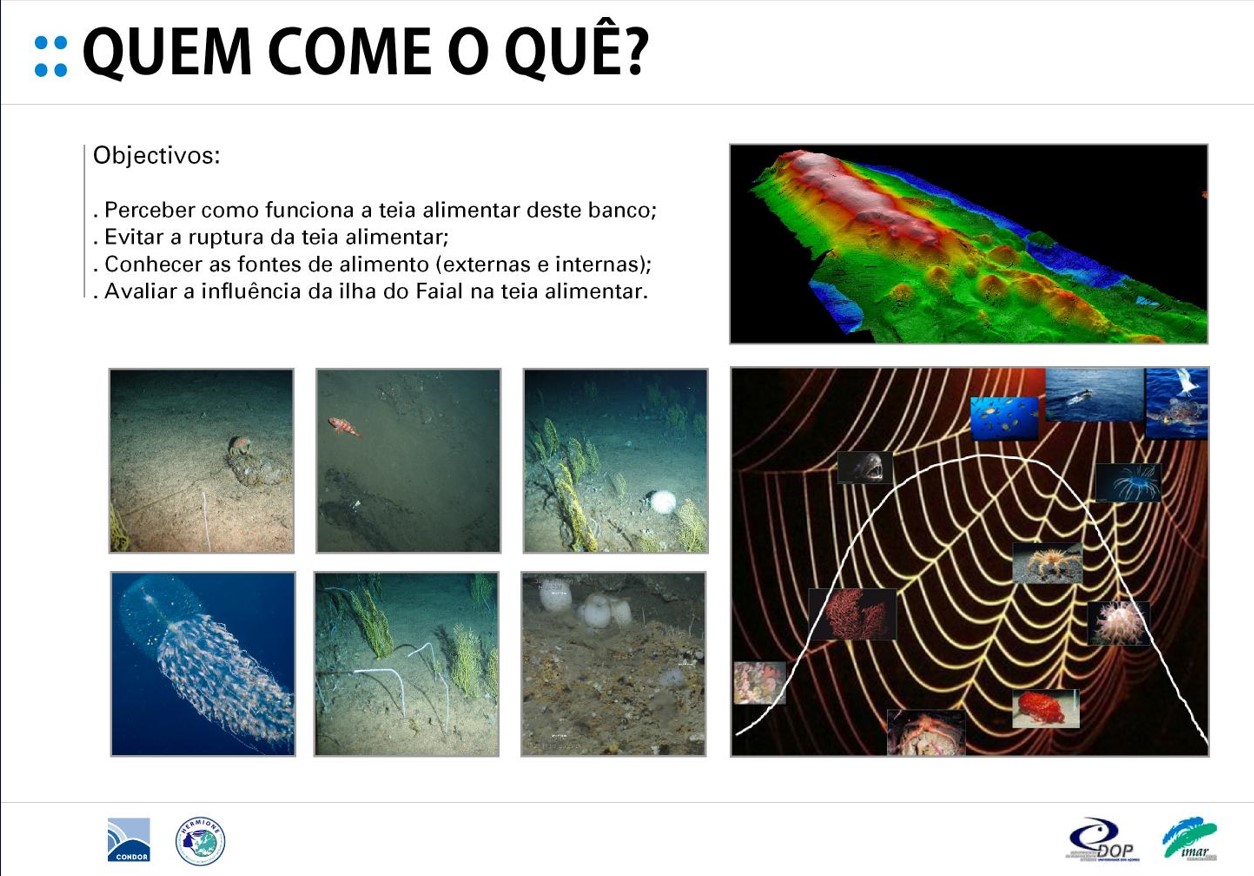 QUEM COME O QUÊ?
Objectivos:
. Perceber como funciona a teia alimentar deste banco;
. Evitar a ruptura da teia alimentar;
. Conhecer as fontes de alimento (externas e internas);
. Avaliar a influência da ilha do Faial na teia alimentar.
CONDOR
HERMIONE
DOP
imar